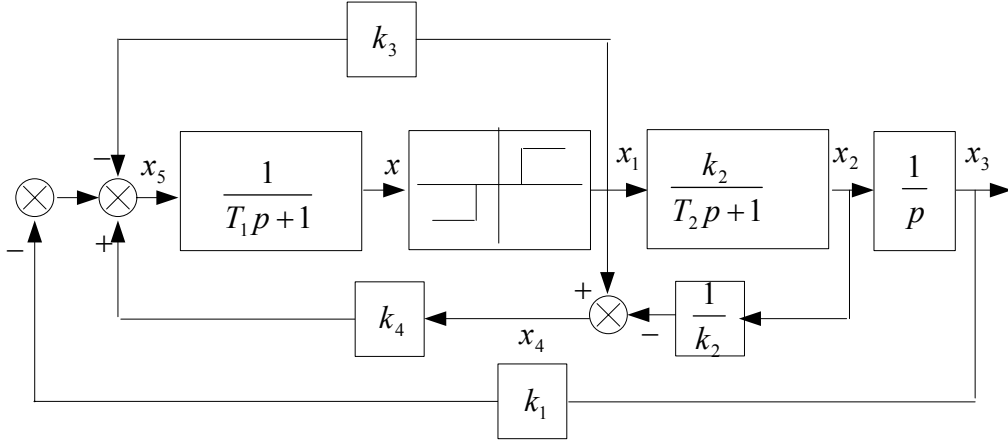 k₃
−
x₅
1
T₁p + 1
x
x₁
k₂
T₂p + 1
x₂
1
p
x₃
−
+
+
k₄
x₄
−
1
k₂
k₁